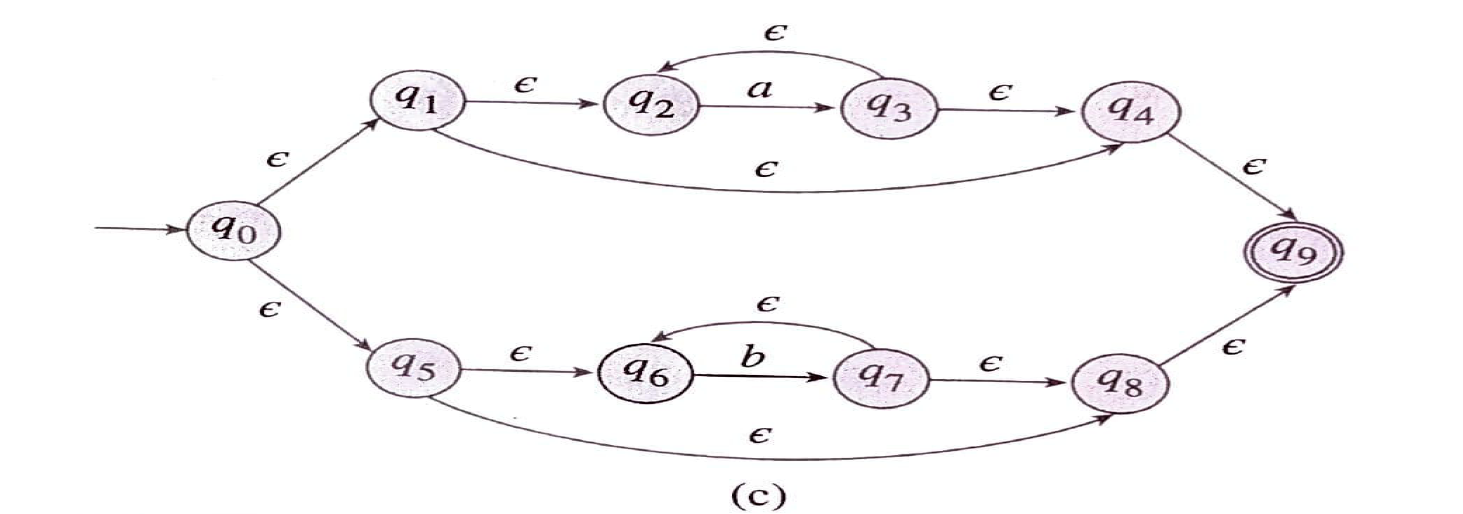 ϵ
q1 ϵ q2 a q3 ϵ q4
ϵ ϵ ϵ
q0 q9
ϵ ϵ
q5 ϵ q6 b q7 ϵ q8 ϵ
ϵ
(c)